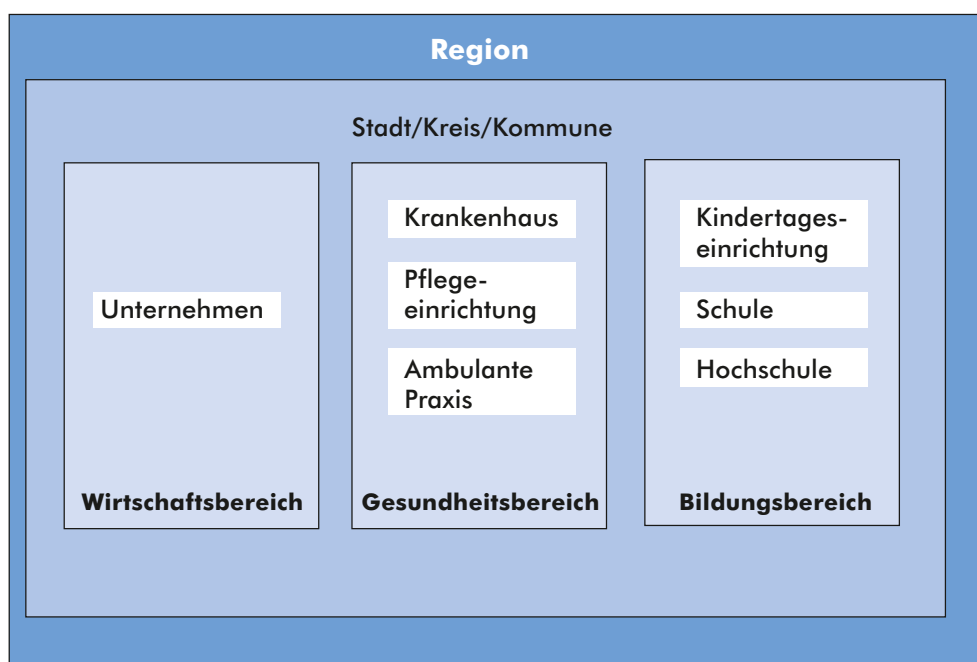 Region
Stadt/Kreis/Kommune
Unternehmen
Wirtschaftsbereich
Krankenhaus
Pflege-
einrichtung
Ambulante
Praxis
Gesundheitsbereich
Kindertages-
einrichtung
Schule
Hochschule
Bildungsbereich